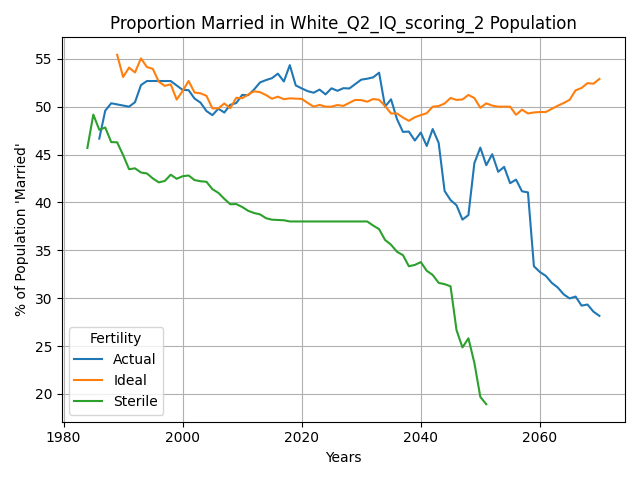 Proportion Married in White_Q2_IQ_scoring_2 Population
% of Population 'Married'
55
50
45
40
35
30
25
20
Fertility
Actual
Ideal
Sterile
1980
2000
2020
2040
2060
Years